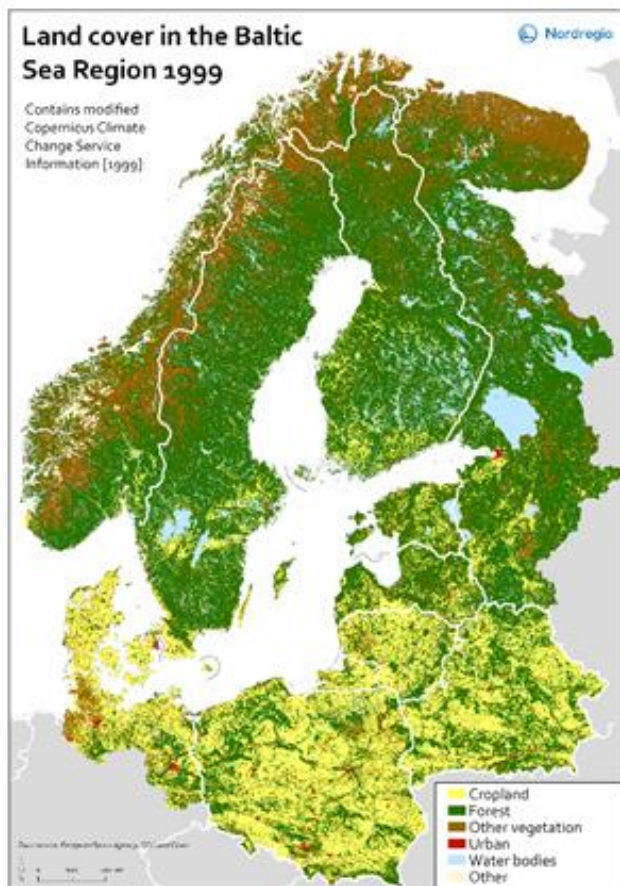 Land cover in the Baltic
Sea Region 1999
Nordregio
Contains modified
Copernicus Climate
Change Service
Information [1999]
Cropland
Forest
Other vegetation
Urban
Water bodies
Other